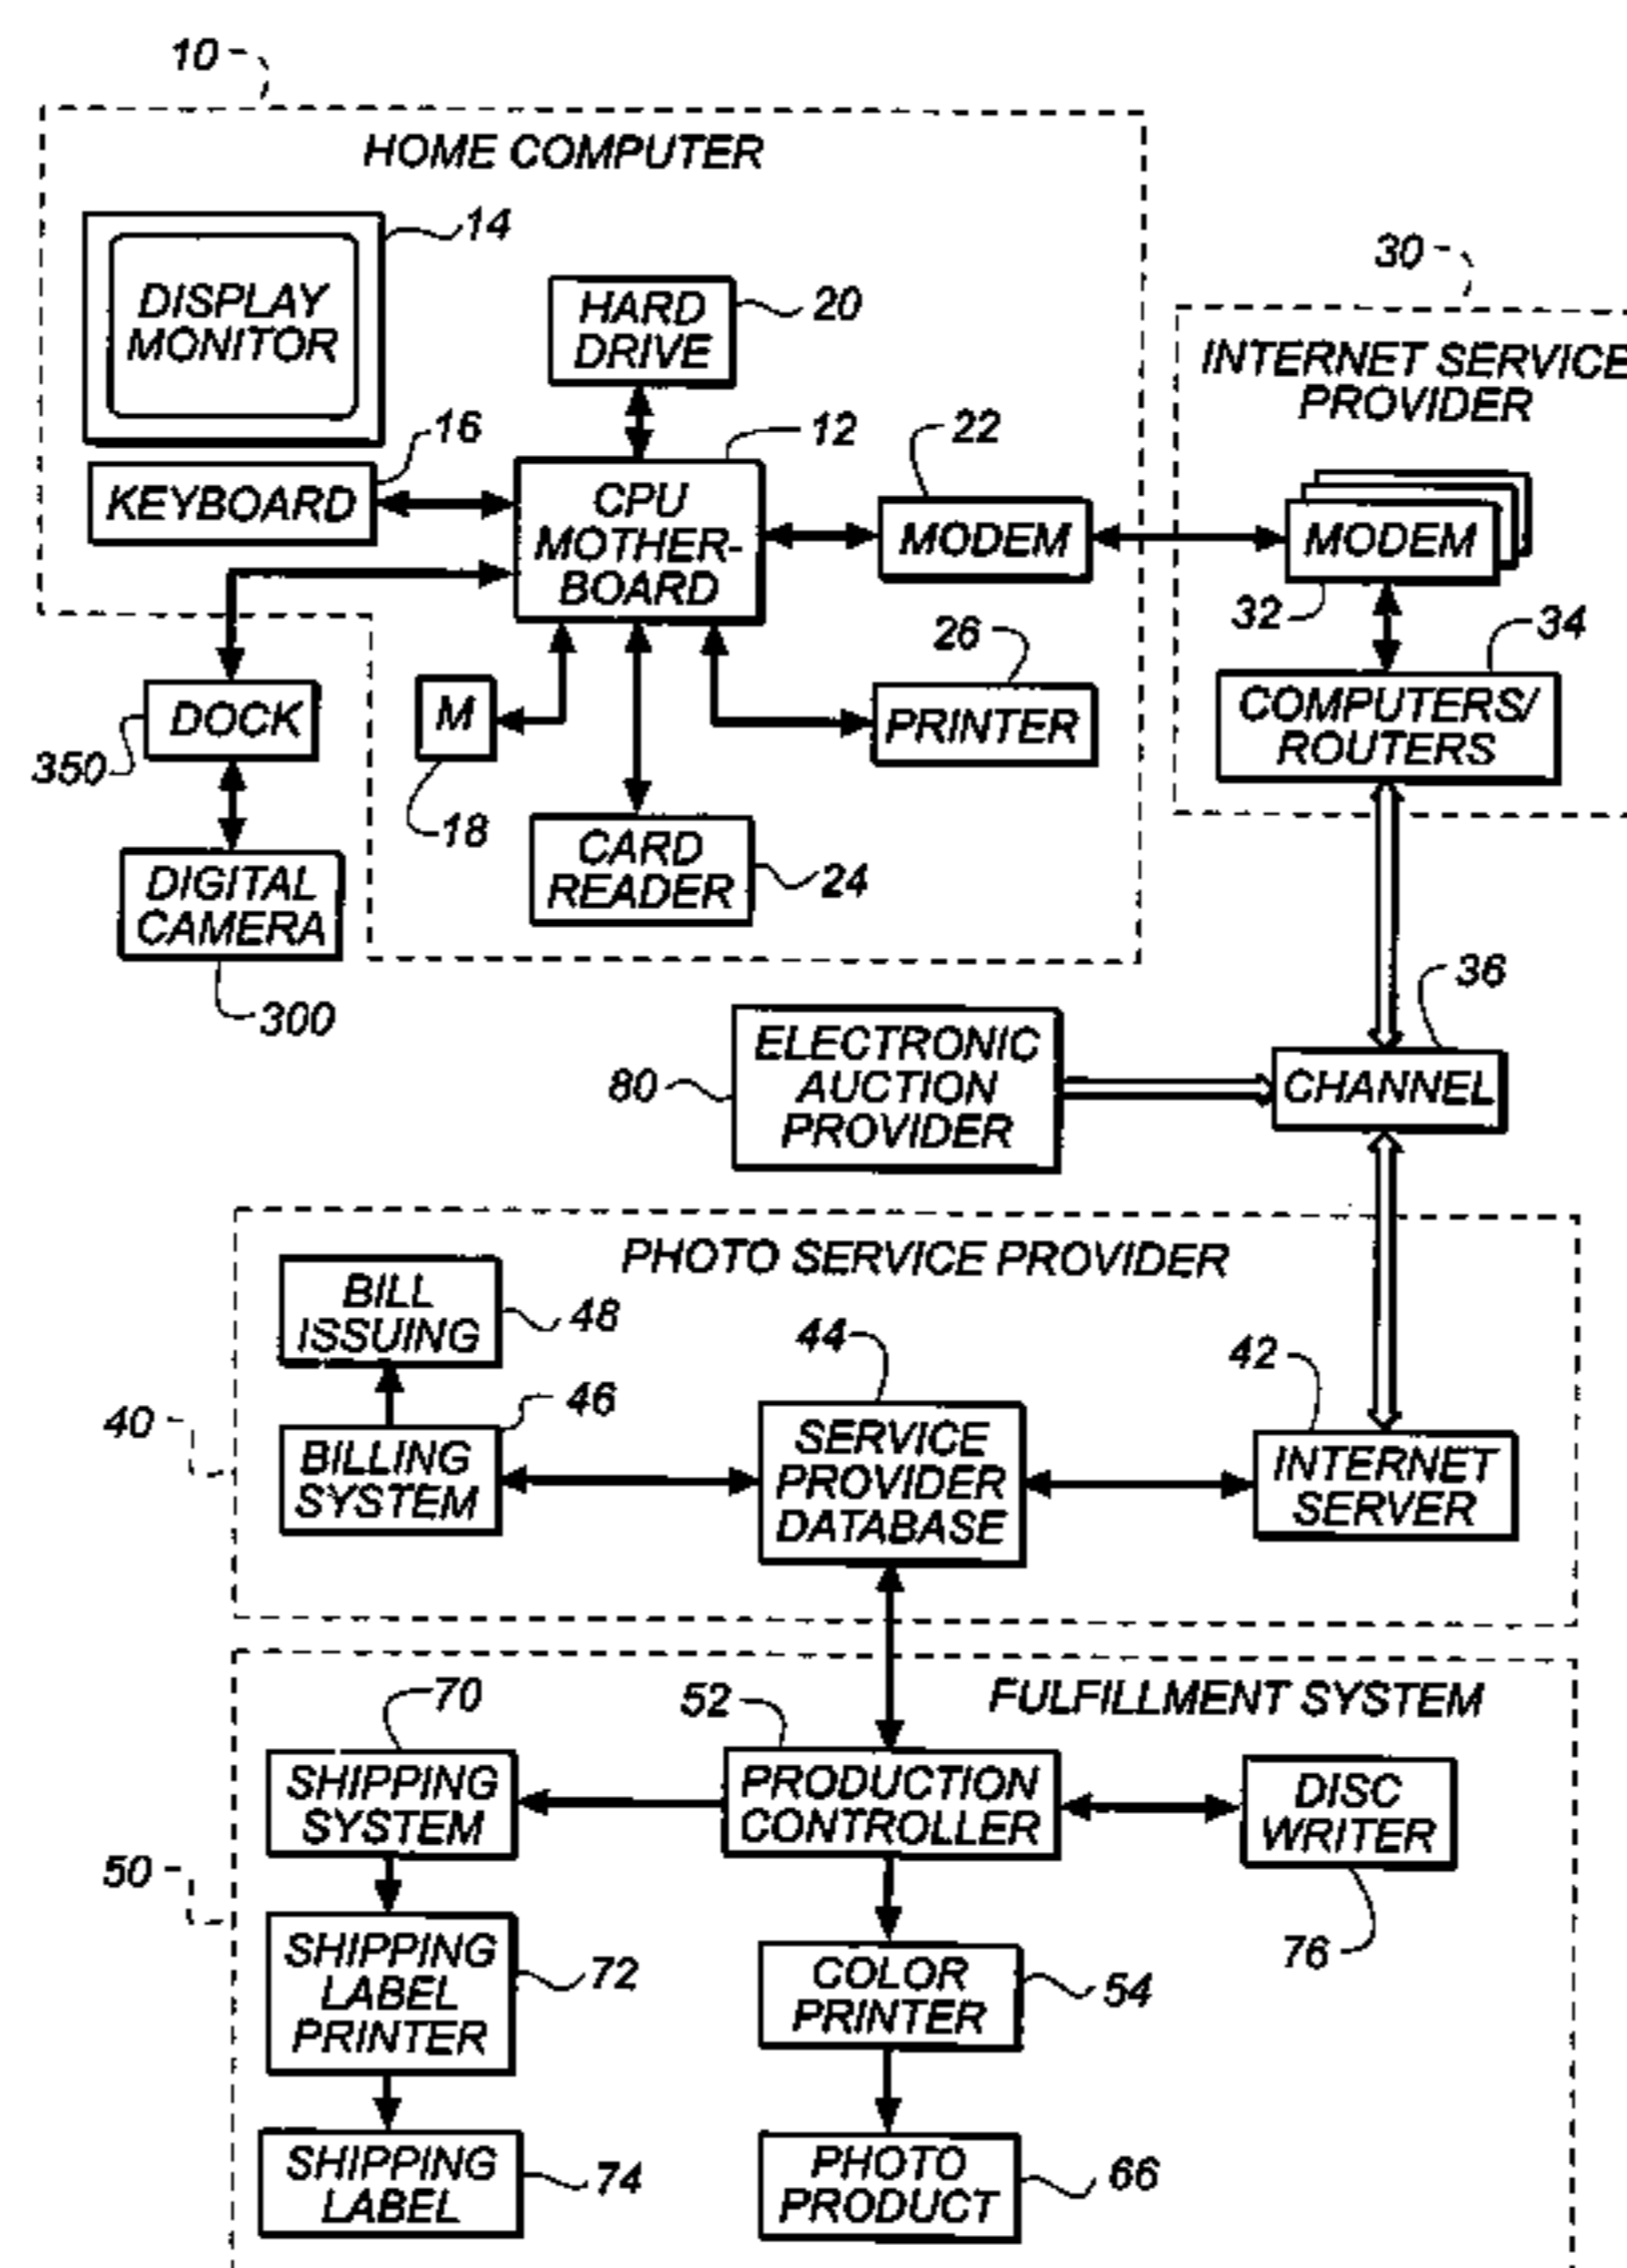 10
HOME COMPUTER
14
DISPLAY
MONITOR
HARD
DRIVE
20
30
INTERNET SERVICE
PROVIDER
16
KEYBOARD
12
CPU
MOTHER-
BOARD
22
MODEM
MODEM
32
34
COMPUTERS/
ROUTERS
26
PRINTER
M
18
DOCK
350
CARD
READER
24
DIGITAL
CAMERA
300
36
CHANNEL
ELECTRONIC
AUCTION
PROVIDER
80
PHOTO SERVICE PROVIDER
BILL
ISSUING
48
44
42
40
46
BILLING
SYSTEM
SERVICE
PROVIDER
DATABASE
INTERNET
SERVER
FULFILLMENT SYSTEM
70
52
SHIPPING
SYSTEM
PRODUCTION
CONTROLLER
DISC
WRITER
50
76
SHIPPING
LABEL
PRINTER
72
COLOR
PRINTER
54
SHIPPING
LABEL
74
PHOTO
PRODUCT
66